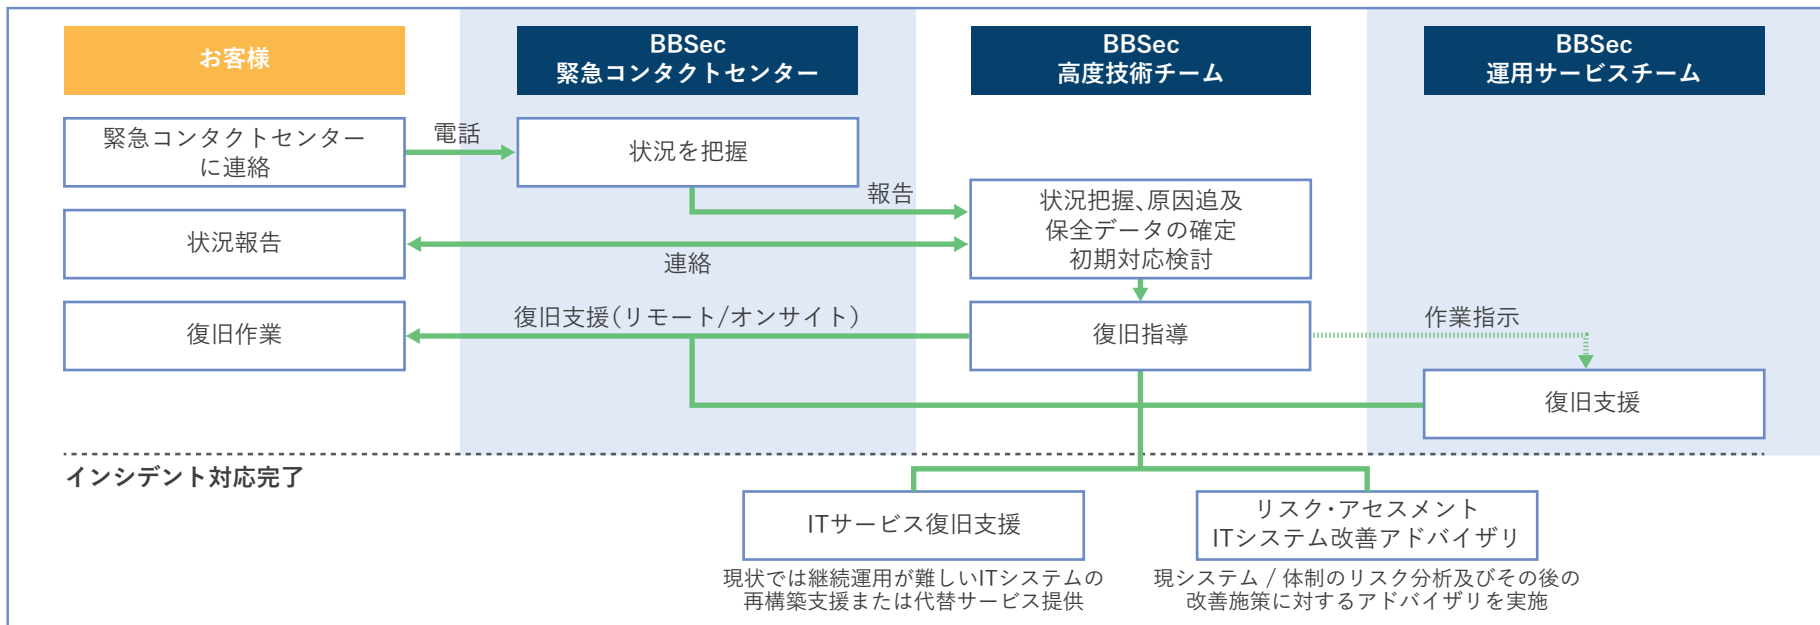 お客様
BBSec
緊急コンタクトセンター
BBSec
高度技術チーム
BBSec
運用サービスチーム
緊急コンタクトセンター
に連絡
電話
状況を把握
報告
状況把握、原因追及
保全データの確定
初期対応検討
状況報告
連絡
復旧作業
復旧支援(リモート/オンサイト)
復旧指導
作業指示
復旧支援
インシデント対応完了
ITサービス復旧支援
現状では継続運用が難しいITシステムの
再構築支援または代替サービス提供
リスク・アセスメント
ITシステム改善アドバイザリ
現システム / 体制のリスク分析及びその後の
改善施策に対するアドバイザリを実施